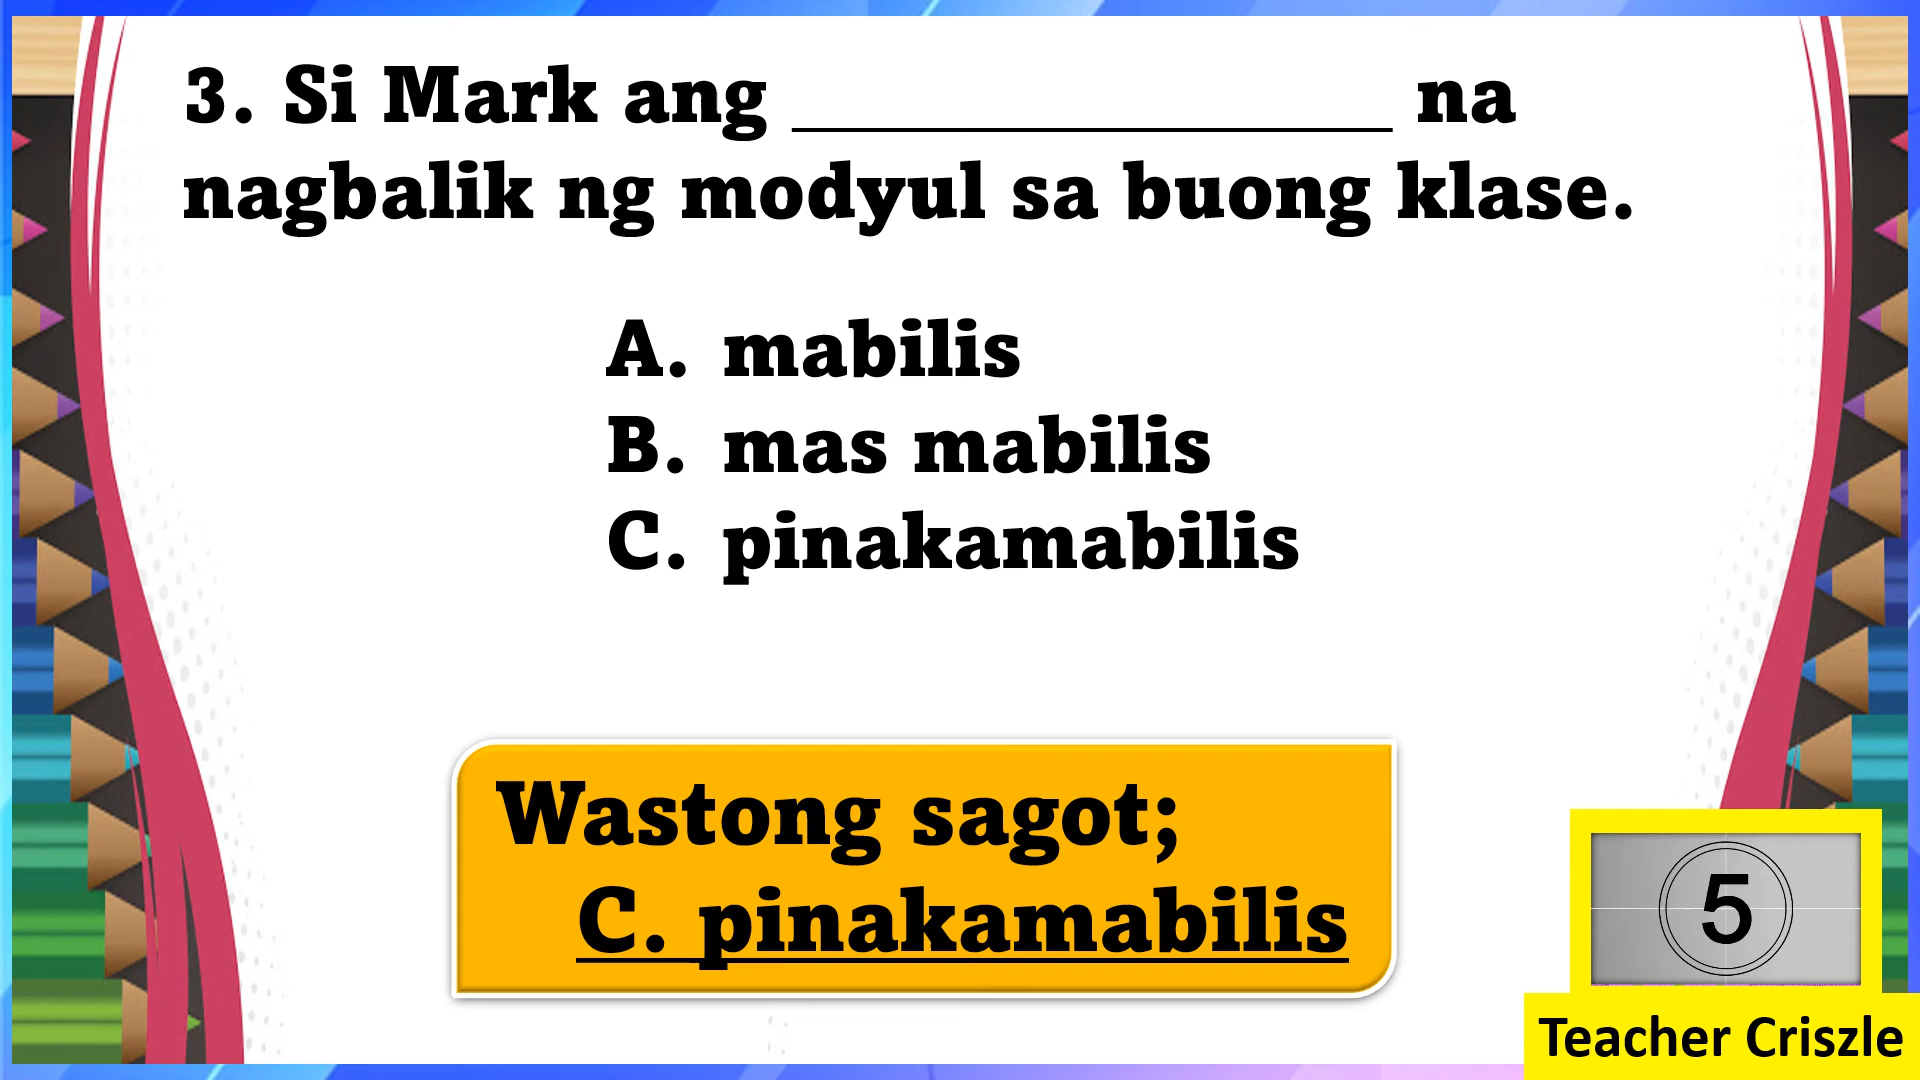 3. Si Mark ang _______________ na
nagbalik ng modyul sa buong klase.
A. mabilis
B. mas mabilis
C. pinakamabilis
Wastong sagot;
C. pinakamabilis
5
Teacher Criszle